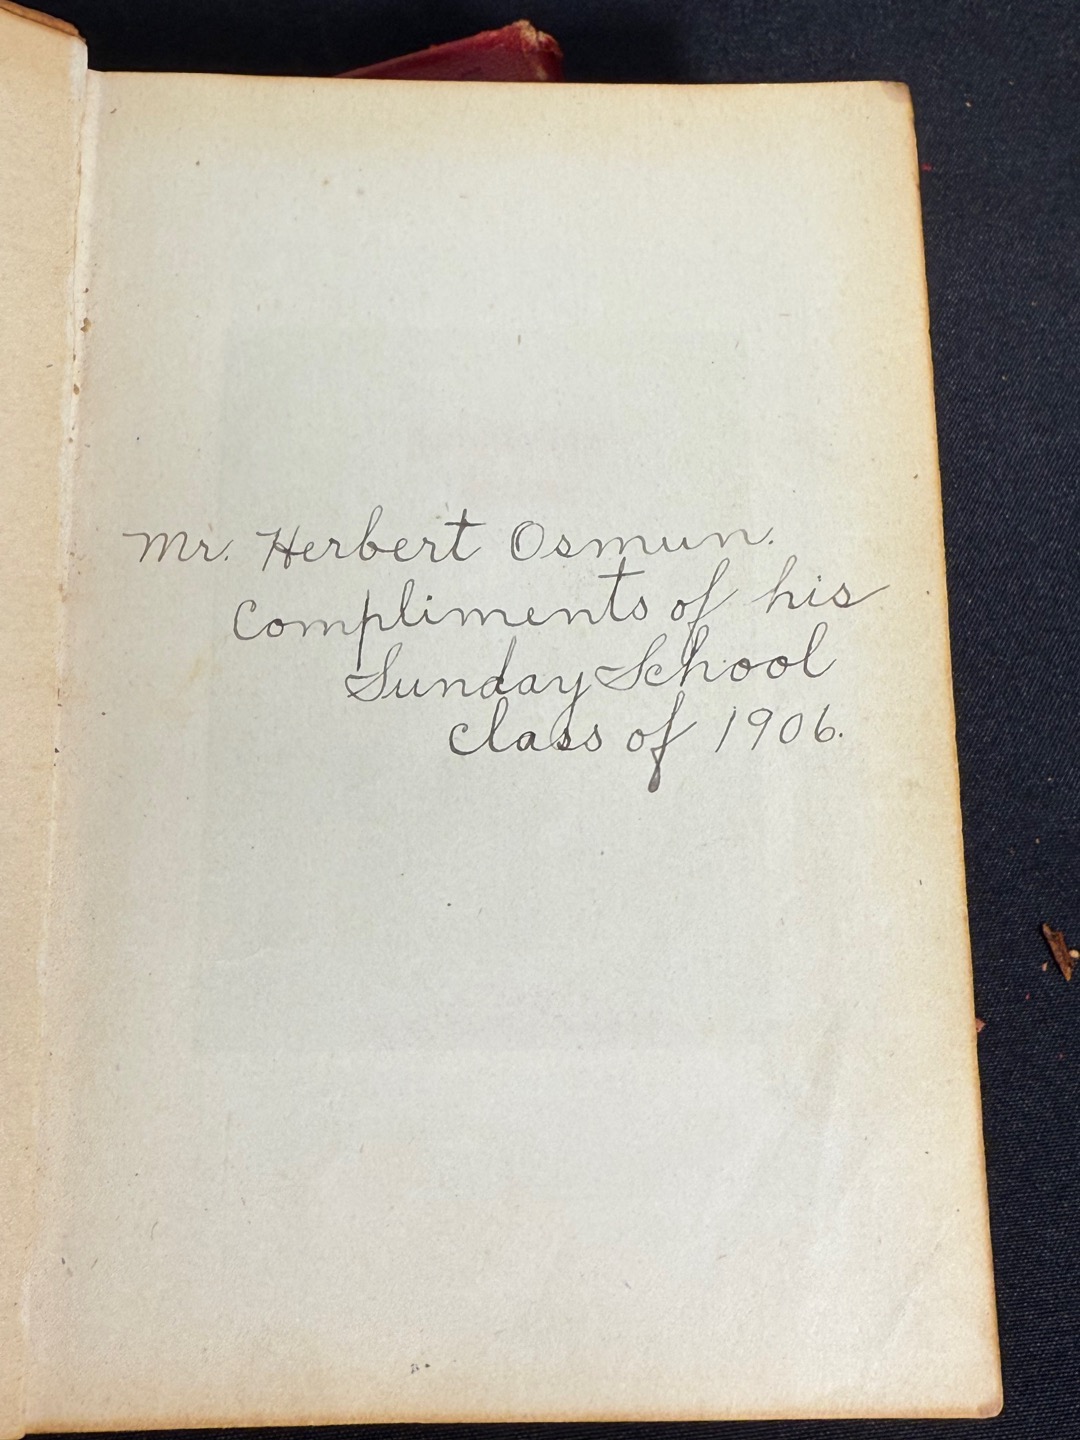 Mr. Herbert Osmun.
Compliments of his
Sunday School
Class of 1906.